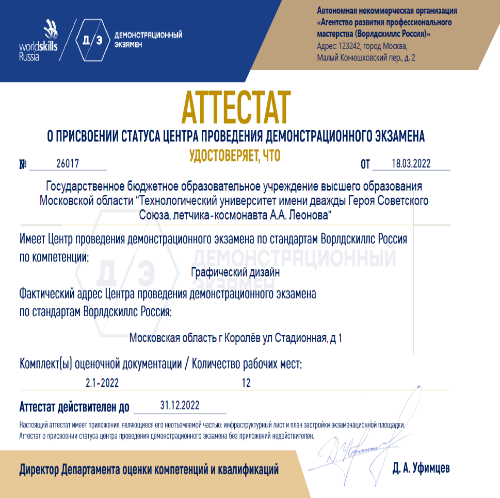 worldskills
Russia
Д/Э
ДЕМОНСТРАЦИОННЫЙ
ЭКЗАМЕН
Автономная некоммерческая организация
«Агентство развития профессионального
мастерства (Ворлдскиллс Россия)»
Адрес: 123242, город Москва,
Малый Конюшковский пер., д. 2
АТТЕСТАТ
О ПРИСВОЕНИИ СТАТУСА ЦЕНТРА ПРОВЕДЕНИЯ ДЕМОНСТРАЦИОННОГО ЭКЗАМЕНА
УДОСТОВЕРЯЕТ, ЧТО
№ 26017 ОТ 18.03.2022
Государственное бюджетное образовательное учреждение высшего образования
Московской области "Технологический университет имени дважды Героя Советского
Союза, летчика-космонавта А.А. Леонова"
Имеет Центр проведения демонстрационного экзамена по стандартам Ворлдскиллс Россия
по компетенции:
Д/Э
ДЕМОНСТРАЦИОННЫЙ
ЭКЗАМЕН
Графический дизайн
Фактический адрес Центра проведения демонстрационного экзамена
по стандартам Ворлдскиллс Россия:
Московская область г Королёв ул Стадионная, д 1
Комплект(ы) оценочной документации / Количество рабочих мест:
2.1-2022 12
Аттестат действителен до 31.12.2022
Настоящий аттестат имеет приложения, являющиеся его неотъемлемой частью: инфраструктурный лист и план застройки экзаменационной площадки.
Аттестат о присвоении статуса центра проведения демонстрационного экзамена без приложений недействителен.
Директор Департамента оценки компетенций и квалификаций Д. А. Уфимцев